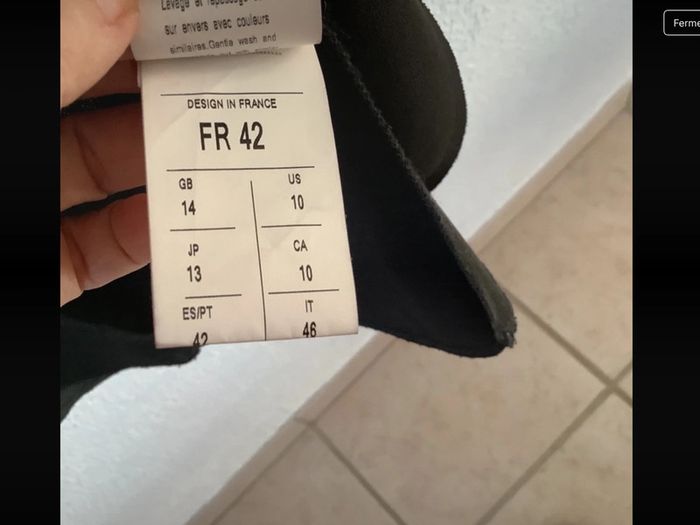 Lavage et repassage
sur envers avec couleurs
similaires.Gentle wash and
DESIGN IN FRANCE
FR 42
GB
14
US
10
JP
13
CA
10
ES/PT
42
IT
46
Ferme